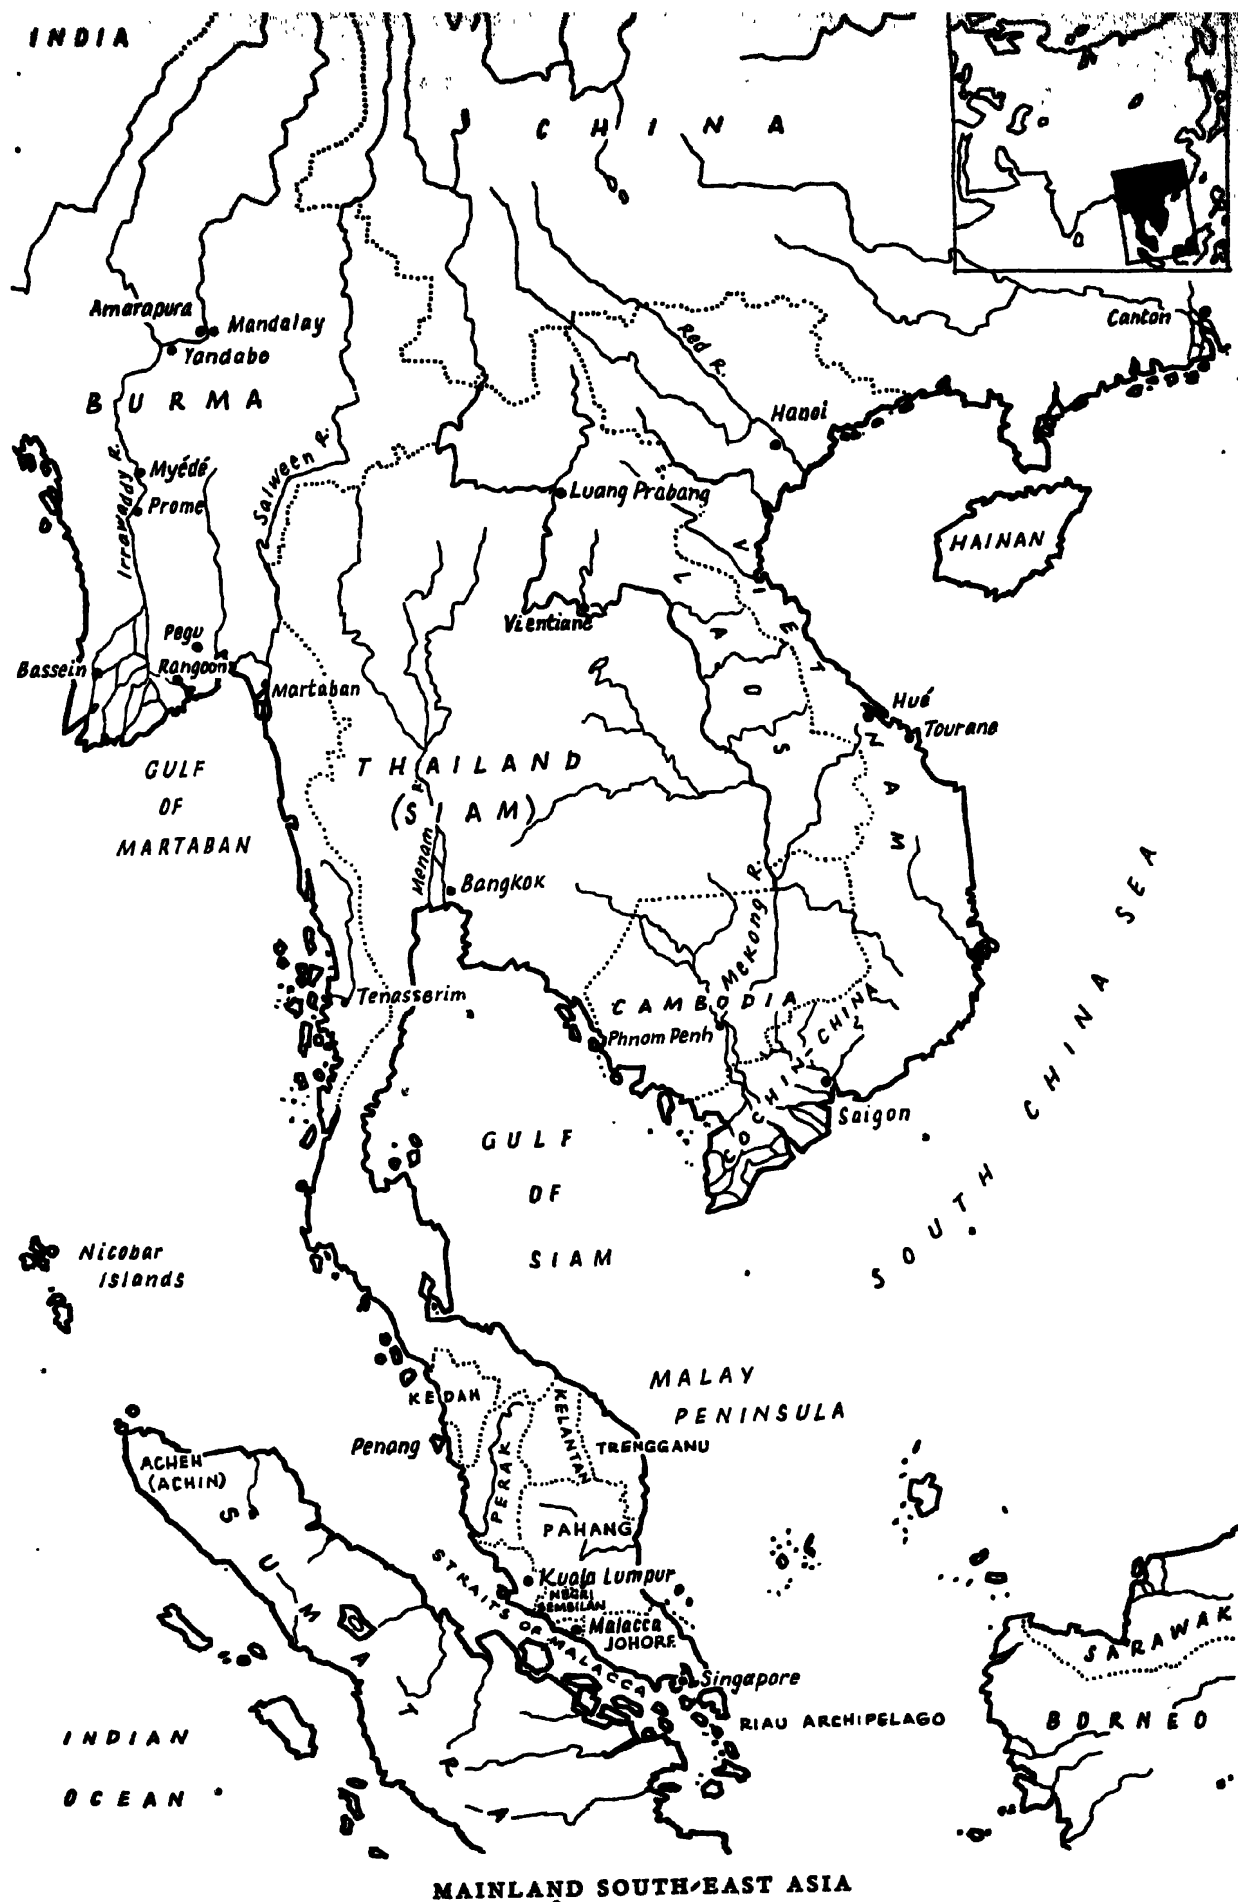 INDIA
CHINA
Amarapura
Mandalay
Yandabo
Canton
Red R.
BURMA
Hanoi
Salween R.
Irrawaddy R.
Myédé
Prome
Luang Prabang
HAINAN
VIETNAM
LAOS
Vientiane
Pegu
Bassein
Rangoon
Martaban
Hué
Tourane
GULF
OF
MARTABAN
THAILAND
(SIAM)
Menam R.
Bangkok
Mekong R.
SOUTH CHINA SEA
Tenasserim
CAMBODIA
Phnom Penh
COCHIN-CHINA
Saigon
GULF
OF
SIAM
Nicobar
Islands
MALAY
PENINSULA
KEDAH
KELANTAN
Penang
TRENGGANU
PERAK
ACHEH
(ACHIN)
SUMATRA
PAHANG
STRAITS OF MALACCA
Kuala Lumpur
NEGRI
SEMBILAN
Malacca
JOHORE
Singapore
RIAU ARCHIPELAGO
SARAWAK
BORNEO
INDIAN
OCEAN
MAINLAND SOUTH-EAST ASIA